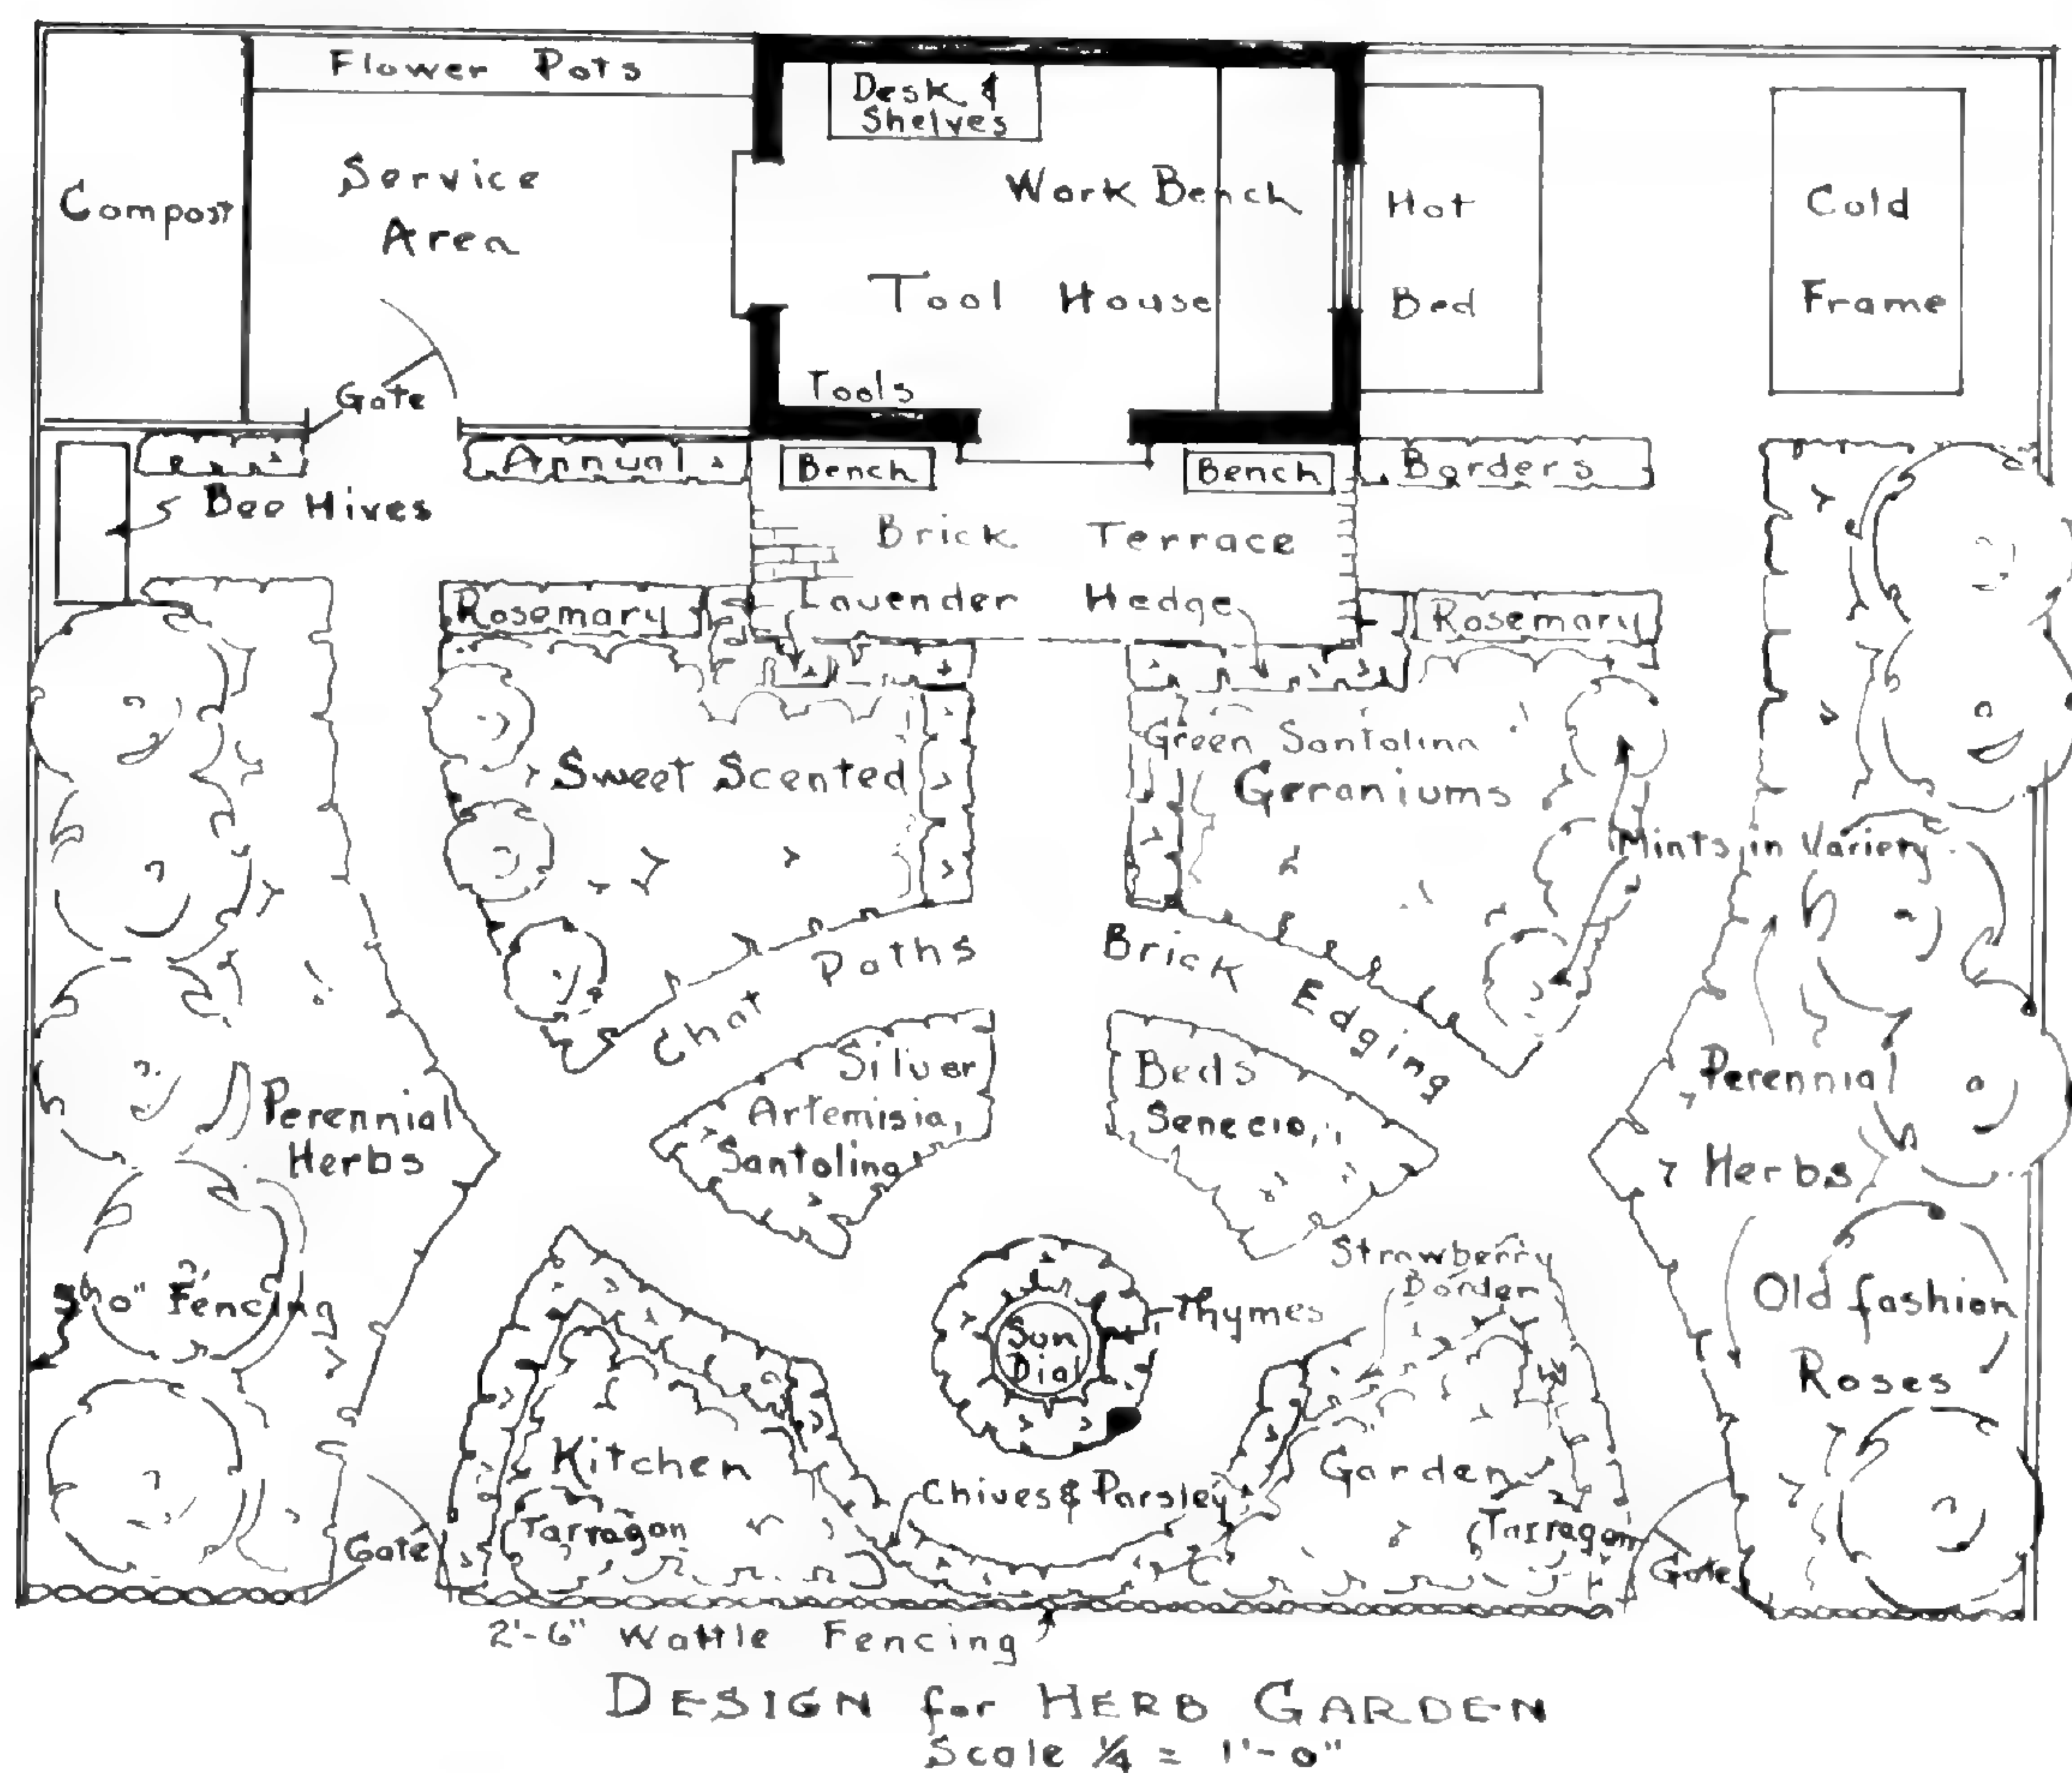 Flower Pots
Desk &
Shelves
Service
Area
Compost
Work Bench
Hot
Bed
Cold
Frame
Tool House
Tools
Gate
Annual
Bench
Bench
Borders
Bee Hives
Brick Terrace
Lavender Hedge
Rosemary
Rosemary
Green Santolina
Sweet Scented
Geraniums
Mints in Variety
Chat Paths
Brick Edging
Silver
Artemisia,
Santolina
Beds
Senecio,
Perennial
Herbs
Perennial
Herbs
Strawberry
Border
Thymes
Sun
Dial
Fencing
Old fashion
Roses
Kitchen
Garden
Chives & Parsley
Tarragon
Tarragon
Gate
Gate
2'-6" Wattle Fencing
DESIGN for HERB GARDEN
Scale ¼ = 1'-0"